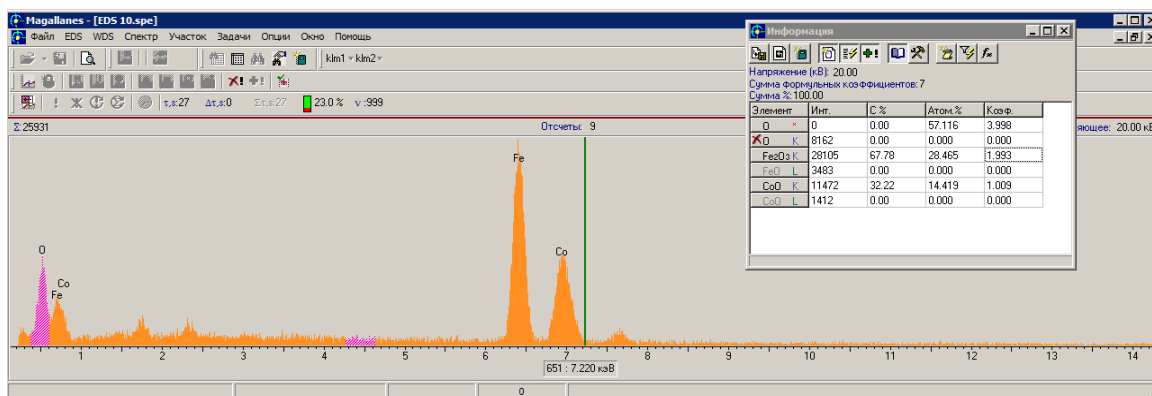 Magellanes - [EDS 10.spe]
Файл EDS WDS Спектр Участок Задачи Опции Окно Помощь
klm1 klm2
τ,s:27 Δτ,s:0 Στ,s:27 23.0 % v :999
Σ:25931 Отсчеты: 9 яющее: 20.00 кВ
Информация
Напряжение (кВ): 20.00
Сумма формульных коэффициентов: 7
Сумма %: 100.00
Элемент Инт. C % Атом.% Коэф.
O * 0 0.00 57.116 3.998
O K 8162 0.00 0.000 0.000
Fe2O3 K 28105 67.78 28.465 1.993
FeO L 3483 0.00 0.000 0.000
CoO K 11472 32.22 14.419 1.009
CoO L 1412 0.00 0.000 0.000
Fe
Co
O
Co
Fe
1 2 3 4 5 6 7 8 9 10 11 12 13 14
651 : 7.220 кэВ
0